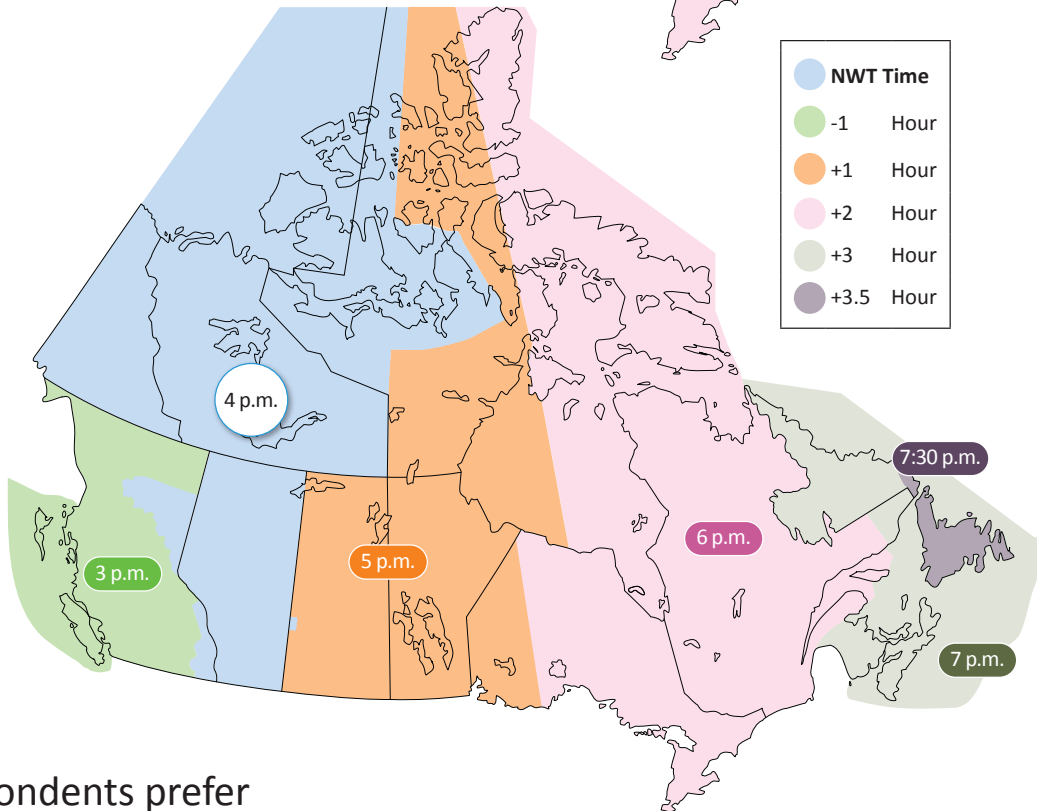 NWT Time
-1 Hour
+1 Hour
+2 Hour
+3 Hour
+3.5 Hour
4 p.m.
7:30 p.m.
6 p.m.
5 p.m.
3 p.m.
7 p.m.
ondents prefer